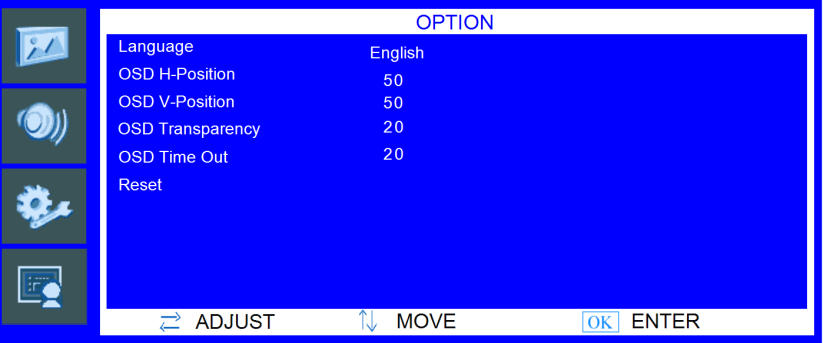 OPTION
Language English
OSD H-Position 50
OSD V-Position 50
OSD Transparency 20
OSD Time Out 20
Reset
ADJUST MOVE OK ENTER